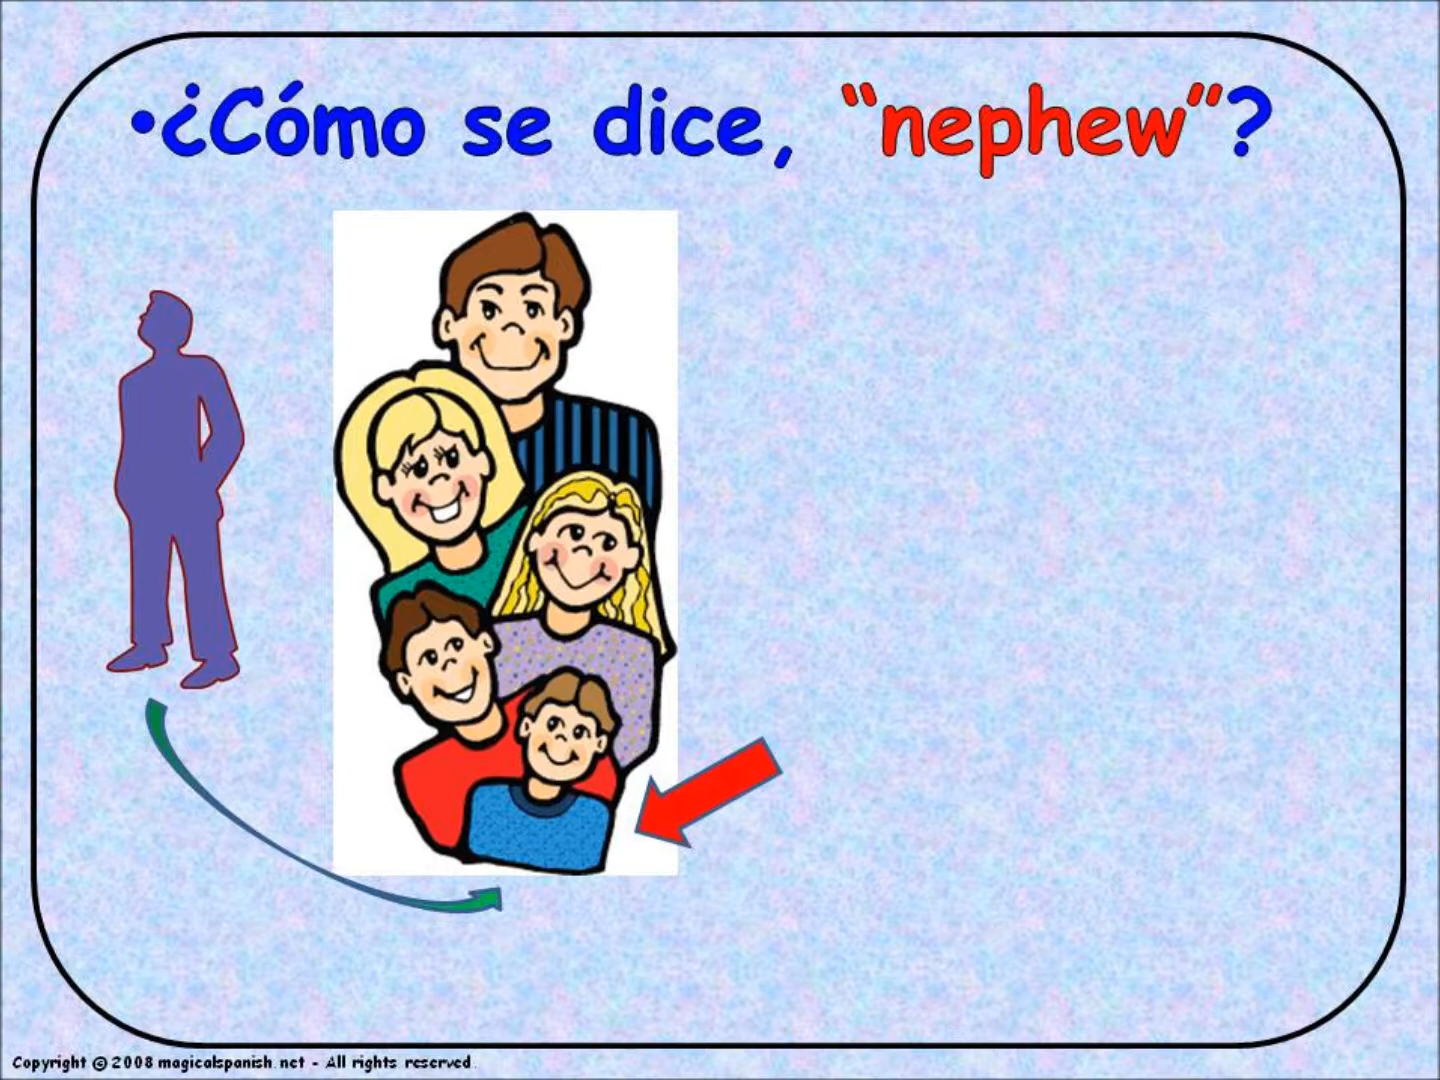 •¿Cómo se dice, “nephew”?
Copyright © 2008 magicalspanish.net - All rights reserved.